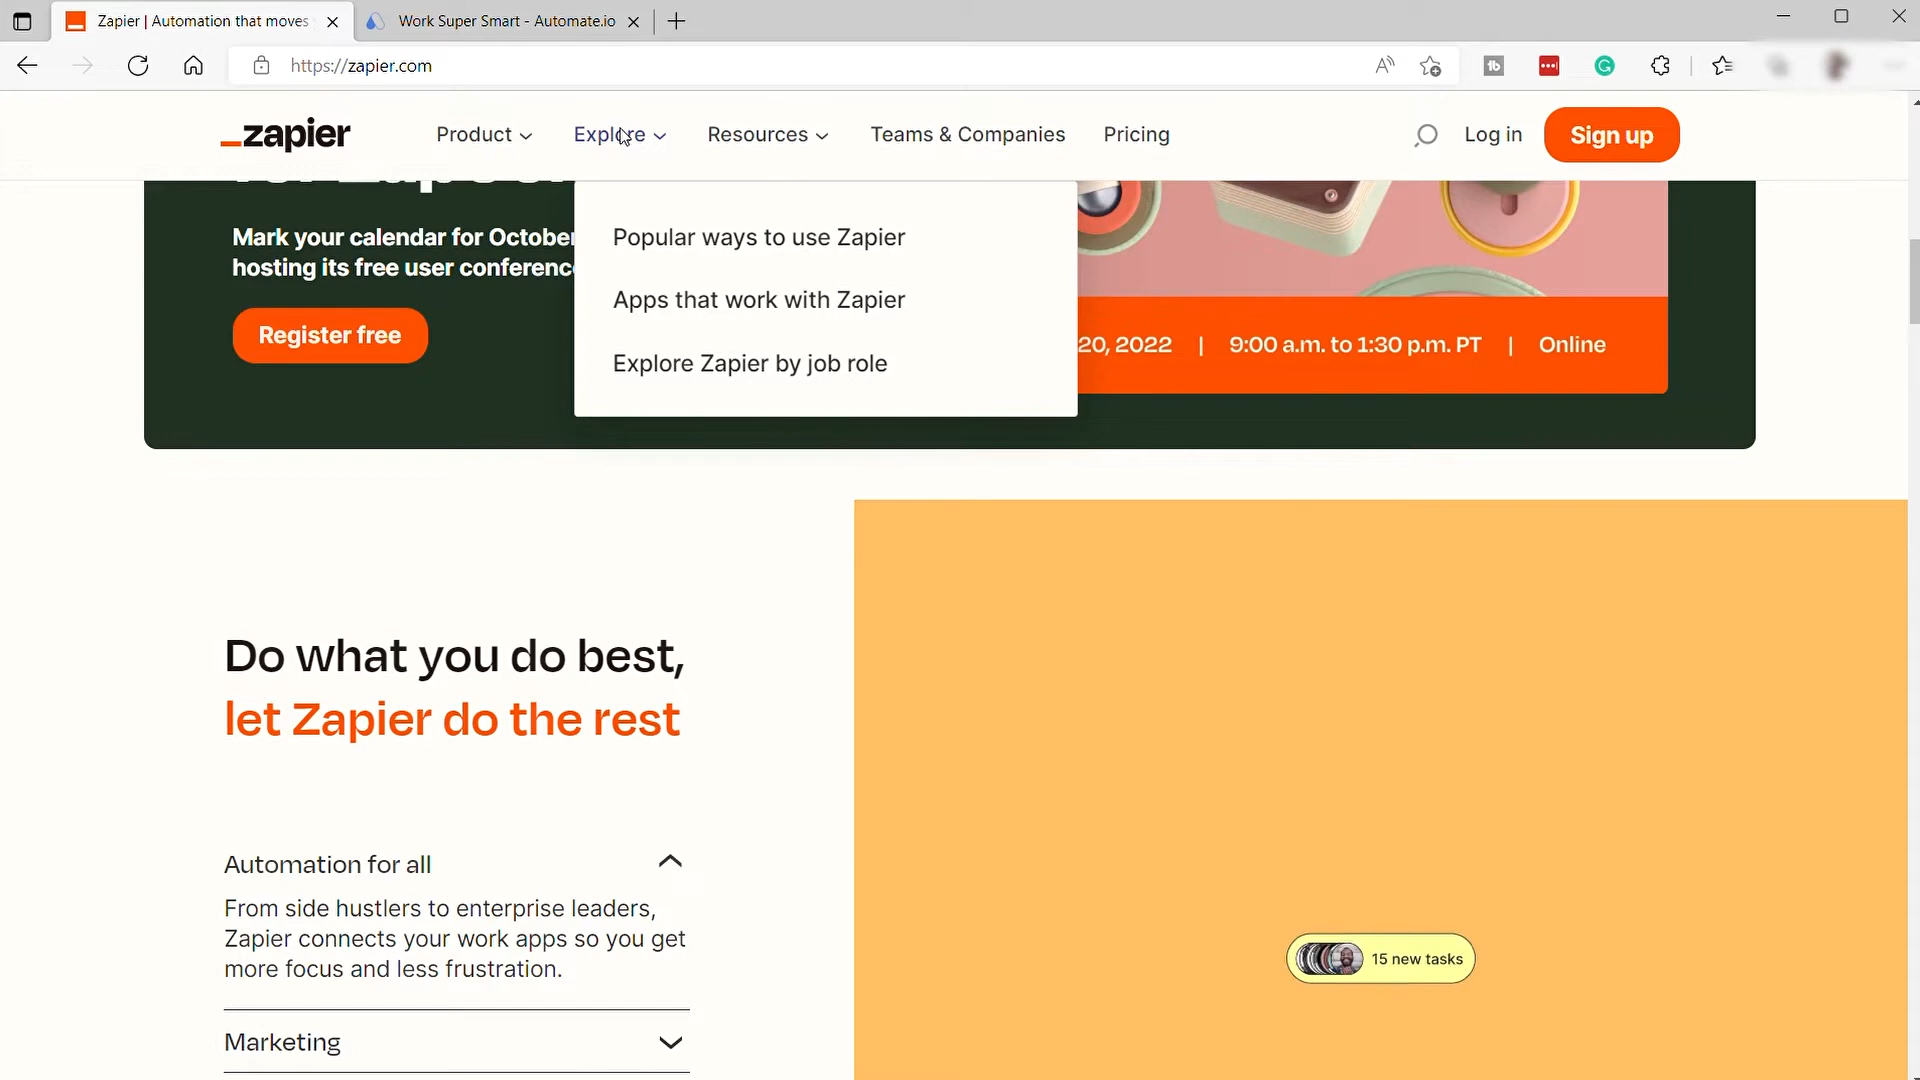 Zapier | Automation that moves
Work Super Smart - Automate.io
https://zapier.com
zapier
Product
Explore
Resources
Teams & Companies
Pricing
Log in
Sign up
Mark your calendar for October
hosting its free user conference
Register free
Popular ways to use Zapier
Apps that work with Zapier
Explore Zapier by job role
20, 2022 | 9:00 a.m. to 1:30 p.m. PT | Online
Do what you do best,
let Zapier do the rest
Automation for all
From side hustlers to enterprise leaders,
Zapier connects your work apps so you get
more focus and less frustration.
15 new tasks
Marketing